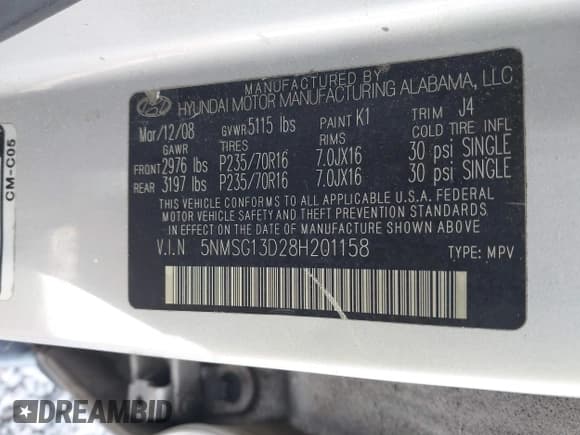 MANUFACTURED BY
HYUNDAI MOTOR MANUFACTURING ALABAMA, LLC
Mar/12/08 GVWR 5115 lbs PAINT K1 TRIM J4
GAWR TIRES RIMS COLD TIRE INFL
FRONT 2976 lbs P235/70R16 7.0JX16 30 psi SINGLE
REAR 3197 lbs P235/70R16 7.0JX16 30 psi SINGLE
THIS VEHICLE CONFORMS TO ALL APPLICABLE U.S.A. FEDERAL
MOTOR VEHICLE SAFETY AND THEFT PREVENTION STANDARDS
IN EFFECT ON THE DATE OF MANUFACTURE SHOWN ABOVE
V.I.N 5NMSG13D28H201158 TYPE: MPV
CM-C05
DREAMBID